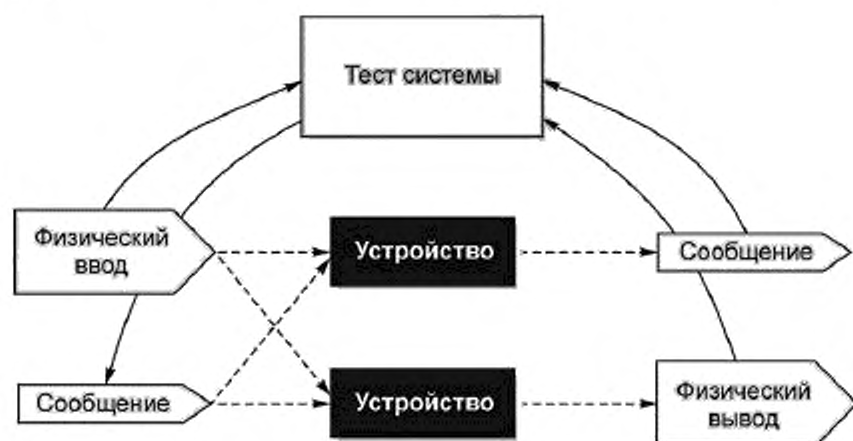 Тест системы
Физический
ввод
Устройство
Сообщение
Сообщение
Устройство
Физический
вывод